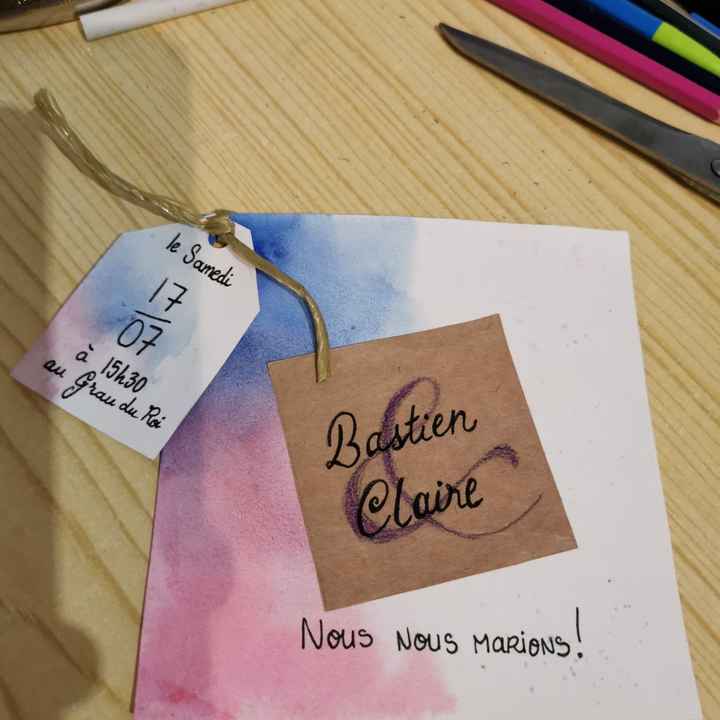 le Samedi
17
07
à 15h30
au Grau du Roi
Bastien
&
Claire
Nous nous marions!